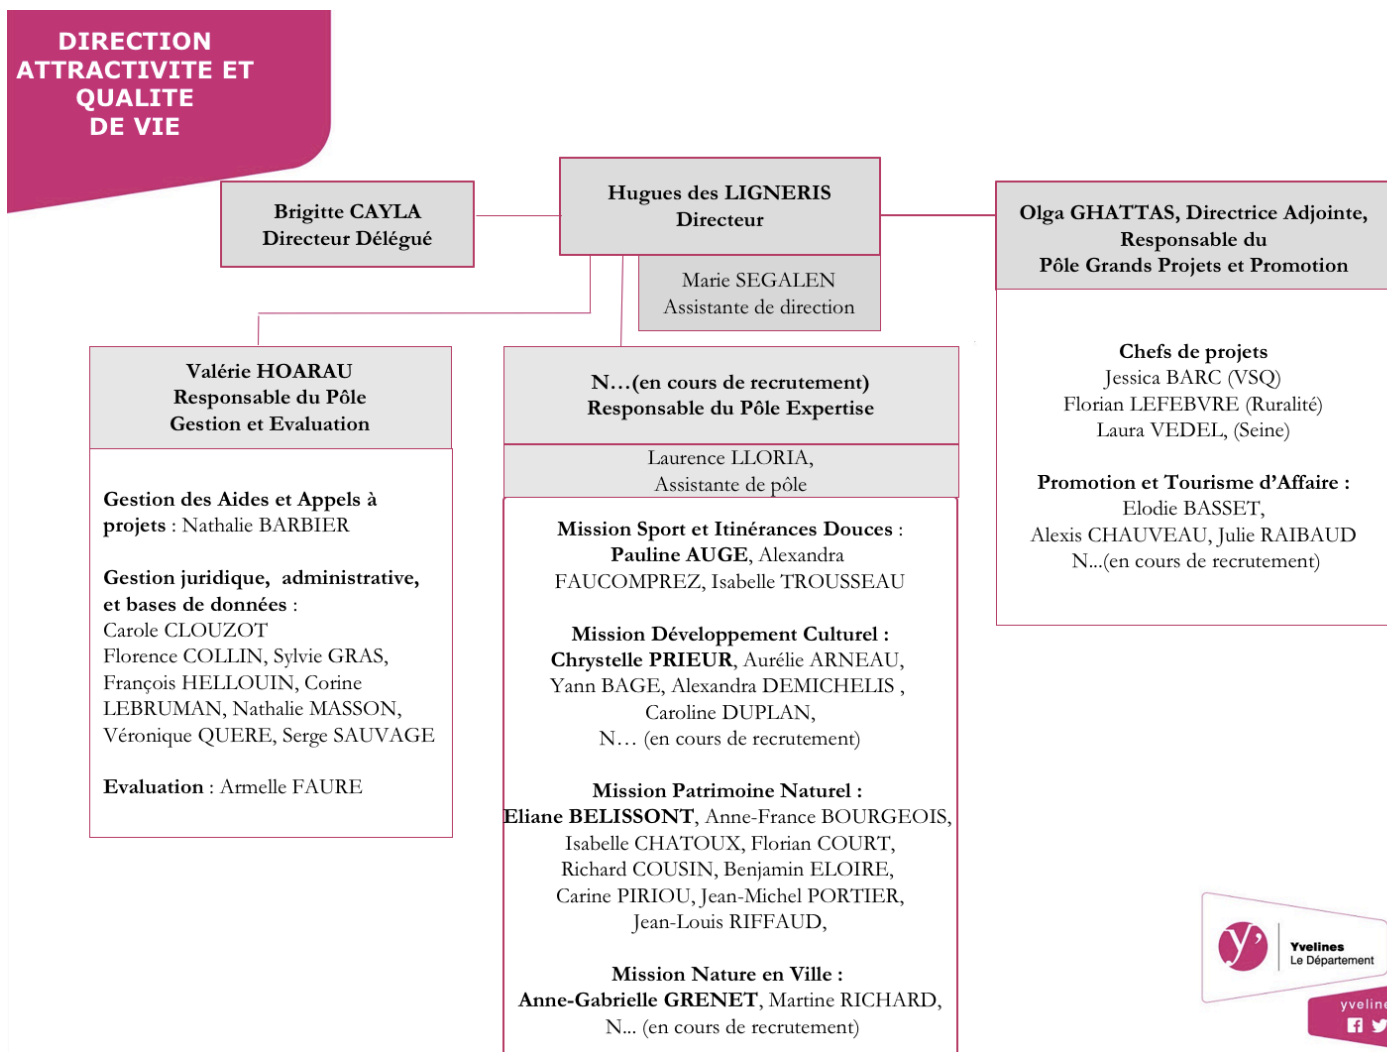 DIRECTION
ATTRACTIVITE ET
QUALITE
DE VIE
Brigitte CAYLA
Directeur Délégué
Hugues des LIGNERIS
Directeur
Marie SEGALEN
Assistante de direction
Olga GHATTAS, Directrice Adjointe,
Responsable du
Pôle Grands Projets et Promotion
Chefs de projets
Jessica BARC (VSQ)
Florian LEFEBVRE (Ruralité)
Laura VEDEL, (Seine)
Promotion et Tourisme d’Affaire :
Elodie BASSET,
Alexis CHAUVEAU, Julie RAIBAUD
N...(en cours de recrutement)
Valérie HOARAU
Responsable du Pôle
Gestion et Evaluation
Gestion des Aides et Appels à
projets : Nathalie BARBIER
Gestion juridique, administrative,
et bases de données :
Carole CLOUZOT
Florence COLLIN, Sylvie GRAS,
François HELLOUIN, Corine
LEBRUMAN, Nathalie MASSON,
Véronique QUERE, Serge SAUVAGE
Evaluation : Armelle FAURE
N…(en cours de recrutement)
Responsable du Pôle Expertise
Laurence LLORIA,
Assistante de pôle
Mission Sport et Itinérances Douces :
Pauline AUGE, Alexandra
FAUCOMPREZ, Isabelle TROUSSEAU
Mission Développement Culturel :
Chrystelle PRIEUR, Aurélie ARNEAU,
Yann BAGE, Alexandra DEMICHELIS ,
Caroline DUPLAN,
N… (en cours de recrutement)
Mission Patrimoine Naturel :
Eliane BELISSONT, Anne-France BOURGEOIS,
Isabelle CHATOUX, Florian COURT,
Richard COUSIN, Benjamin ELOIRE,
Carine PIRIOU, Jean-Michel PORTIER,
Jean-Louis RIFFAUD,
Mission Nature en Ville :
Anne-Gabrielle GRENET, Martine RICHARD,
N... (en cours de recrutement)
y’
Yvelines
Le Département
yveline